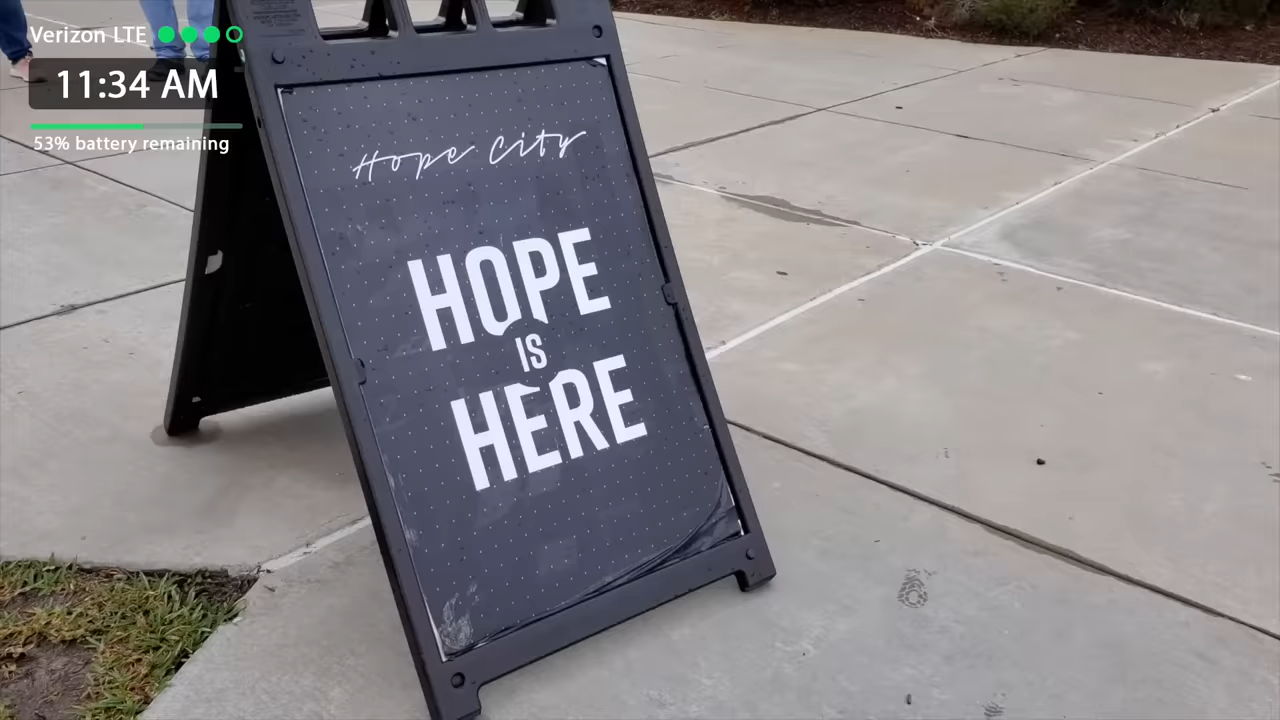 Verizon LTE
11:34 AM
53% battery remaining
Hope City
HOPE
IS
HERE